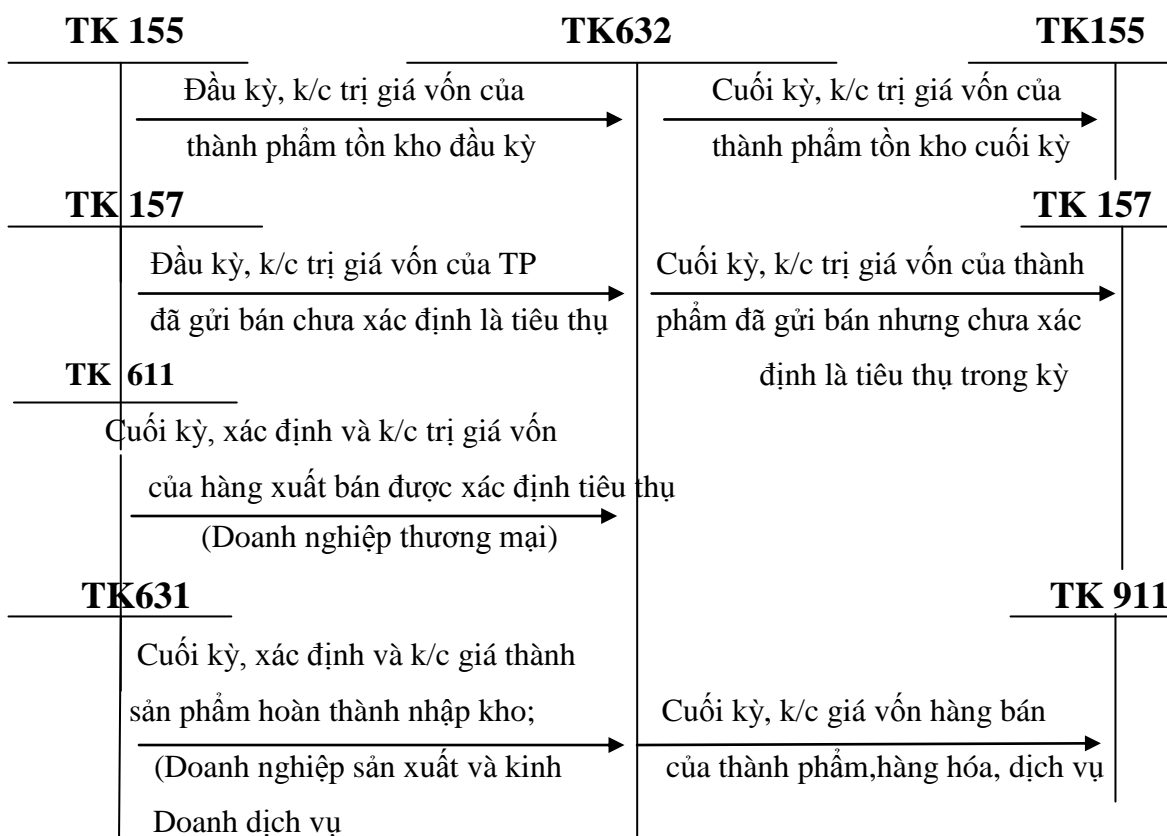 TK 155 TK632 TK155
Đầu kỳ, k/c trị giá vốn của
thành phẩm tồn kho đầu kỳ
Cuối kỳ, k/c trị giá vốn của
thành phẩm tồn kho cuối kỳ
TK 157 TK 157
Đầu kỳ, k/c trị giá vốn của TP
đã gửi bán chưa xác định là tiêu thụ
Cuối kỳ, k/c trị giá vốn của thành
phẩm đã gửi bán nhưng chưa xác
định là tiêu thụ trong kỳ
TK 611
Cuối kỳ, xác định và k/c trị giá vốn
của hàng xuất bán được xác định tiêu thụ
(Doanh nghiệp thương mại)
TK631 TK 911
Cuối kỳ, xác định và k/c giá thành
sản phẩm hoàn thành nhập kho;
(Doanh nghiệp sản xuất và kinh
Doanh dịch vụ
Cuối kỳ, k/c giá vốn hàng bán
của thành phẩm,hàng hóa, dịch vụ